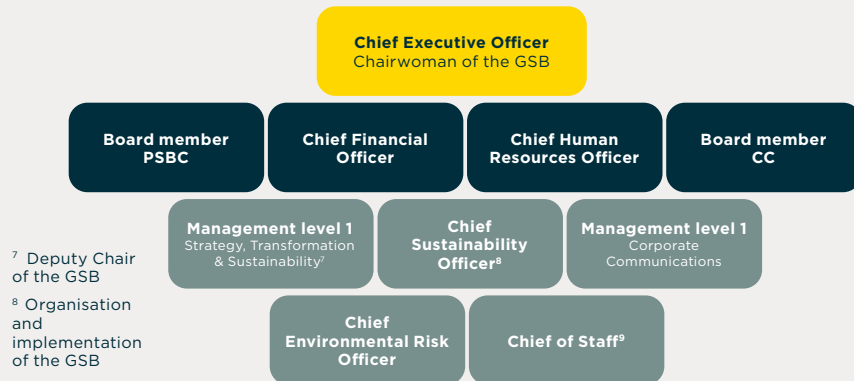 Chief Executive Officer
Chairwoman of the GSB
Board member
PSBC
Chief Financial
Officer
Chief Human
Resources Officer
Board member
CC
Management level 1
Strategy, Transformation
& Sustainability⁷
Chief
Sustainability
Officer⁸
Management level 1
Corporate
Communications
⁷ Deputy Chair
of the GSB
⁸ Organisation
and
implementation
of the GSB
Chief
Environmental Risk
Officer
Chief of Staff⁹